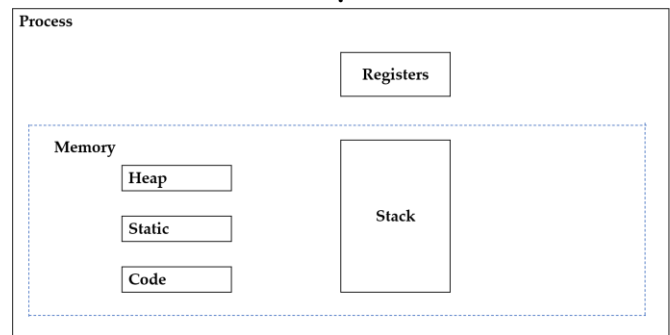 Process
Registers
Memory
Heap
Stack
Static
Code